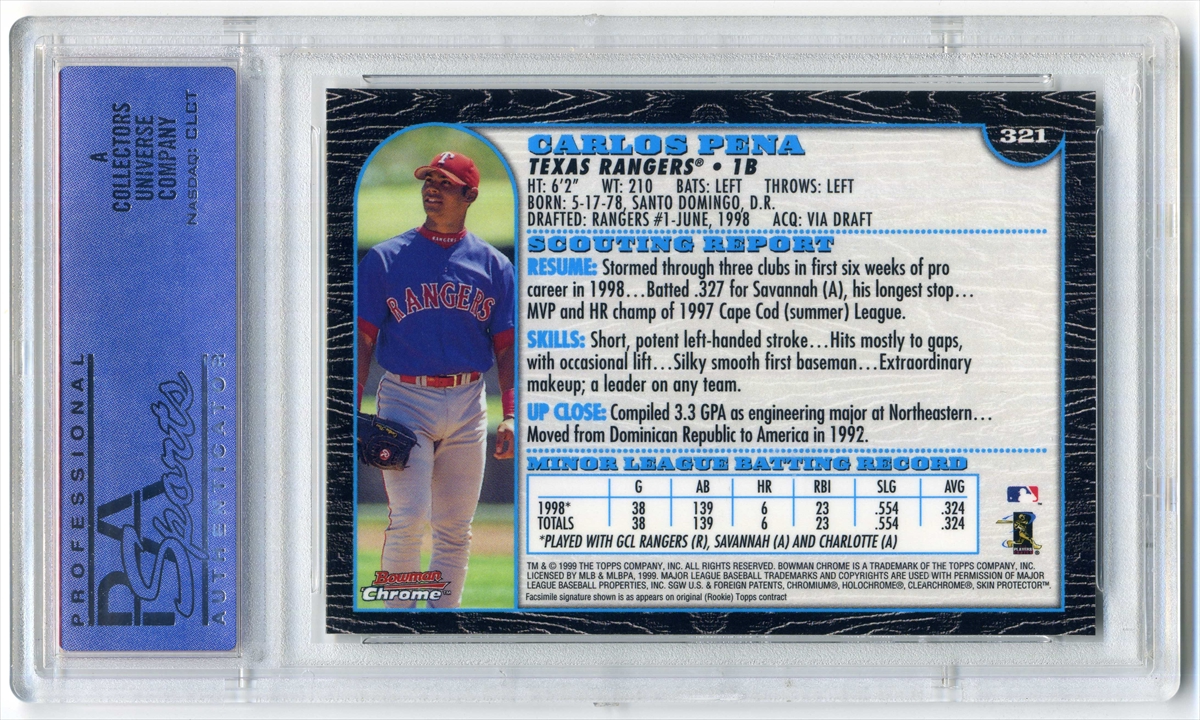 A
COLLECTORS
UNIVERSE
COMPANY
NASDAQ: CLCT
PROFESSIONAL
PSA
Sports
AUTHENTICATOR
321
CARLOS PENA
TEXAS RANGERS® • 1B
HT: 6'2" WT: 210 BATS: LEFT THROWS: LEFT
BORN: 5-17-78, SANTO DOMINGO, D.R.
DRAFTED: RANGERS #1-JUNE, 1998 ACQ: VIA DRAFT
SCOUTING REPORT
RESUME: Stormed through three clubs in first six weeks of pro
career in 1998...Batted .327 for Savannah (A), his longest stop...
MVP and HR champ of 1997 Cape Cod (summer) League.
SKILLS: Short, potent left-handed stroke...Hits mostly to gaps,
with occasional lift...Silky smooth first baseman...Extraordinary
makeup; a leader on any team.
UP CLOSE: Compiled 3.3 GPA as engineering major at Northeastern...
Moved from Dominican Republic to America in 1992.
MINOR LEAGUE BATTING RECORD
G AB HR RBI SLG AVG
1998* 38 139 6 23 .554 .324
TOTALS 38 139 6 23 .554 .324
*PLAYED WITH GCL RANGERS (R), SAVANNAH (A) AND CHARLOTTE (A)
TM & © 1999 THE TOPPS COMPANY, INC. ALL RIGHTS RESERVED. BOWMAN CHROME IS A TRADEMARK OF THE TOPPS COMPANY, INC.
LICENSED BY MLB & MLBPA, 1999. MAJOR LEAGUE BASEBALL TRADEMARKS AND COPYRIGHTS ARE USED WITH PERMISSION OF MAJOR
LEAGUE BASEBALL PROPERTIES, INC. SGW U.S. & FOREIGN PATENTS, CHROMIUM®, HOLOCHROME®, CLEARCHROME®, SKIN PROTECTOR™.
Facsimile signature shown is as appears on original (Rookie) Topps contract
RANGERS
T
RANGERS
Bowman
Chrome™
PLAYERS